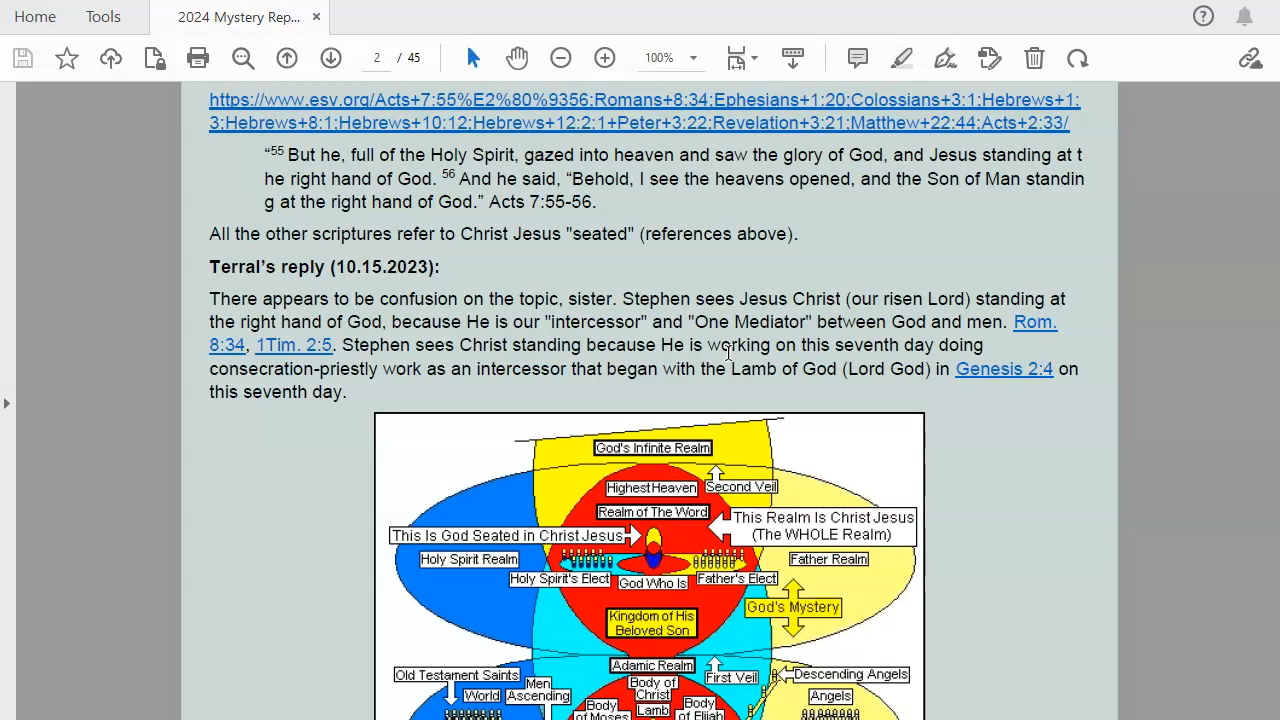 Home Tools 2024 Mystery Rep... ×
2 / 45 100%
https://www.esv.org/Acts+7:55%E2%80%9356;Romans+8:34;Ephesians+1:20;Colossians+3:1;Hebrews+1:
3;Hebrews+8:1;Hebrews+10:12;Hebrews+12:2;1+Peter+3:22;Revelation+3:21;Matthew+22:44;Acts+2:33/
“55 But he, full of the Holy Spirit, gazed into heaven and saw the glory of God, and Jesus standing at t
he right hand of God. 56 And he said, “Behold, I see the heavens opened, and the Son of Man standin
g at the right hand of God.” Acts 7:55-56.
All the other scriptures refer to Christ Jesus "seated" (references above).
Terral’s reply (10.15.2023):
There appears to be confusion on the topic, sister. Stephen sees Jesus Christ (our risen Lord) standing at
the right hand of God, because He is our "intercessor" and "One Mediator" between God and men. Rom.
8:34, 1Tim. 2:5. Stephen sees Christ standing because He is working on this seventh day doing
consecration-priestly work as an intercessor that began with the Lamb of God (Lord God) in Genesis 2:4 on
this seventh day.
God's Infinite Realm
Highest Heaven
Second Veil
Realm of The Word
This Realm Is Christ Jesus
(The WHOLE Realm)
This Is God Seated in Christ Jesus
Holy Spirit Realm
Father Realm
Holy Spirit's Elect
God Who Is
Father's Elect
God's Mystery
Kingdom of His
Beloved Son
Adamic Realm
Old Testament Saints
First Veil
Descending Angels
World
Men
Ascending
Body of
Christ
Angels
Lamb
Body
of Moses
Body
of Elijah